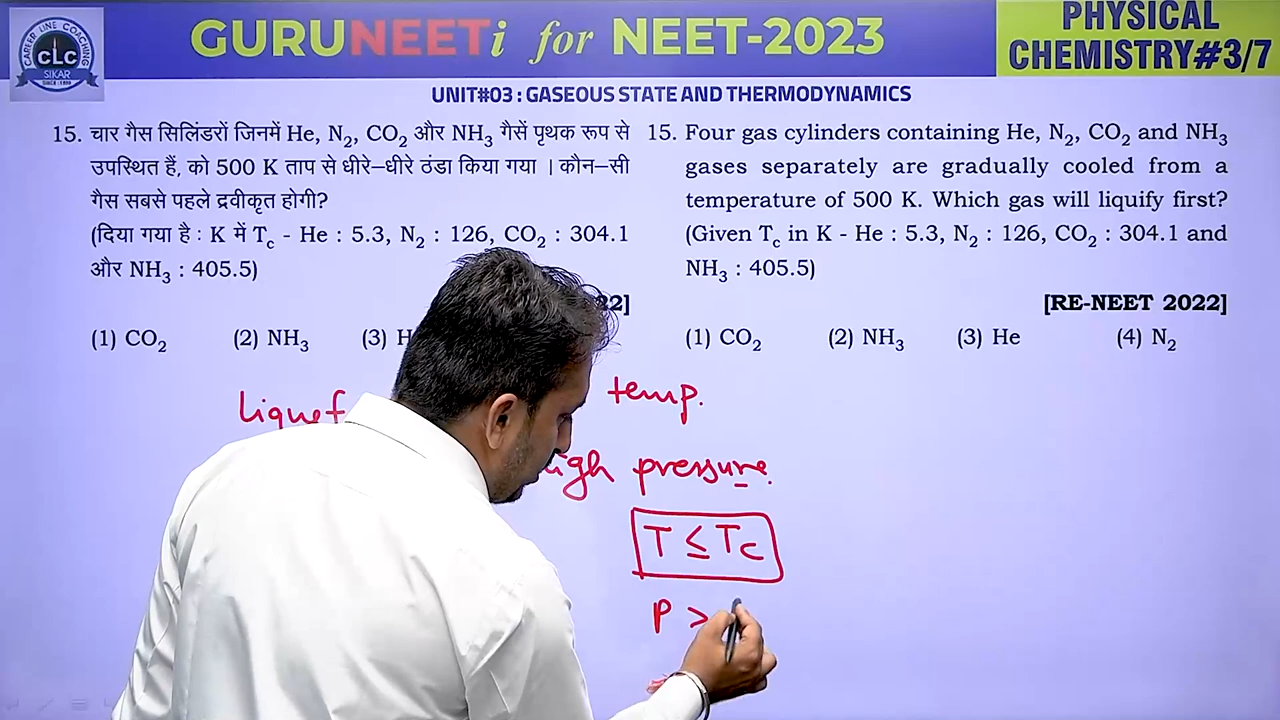 CAREER LINE COACHING
CLC
SIKAR
SINCE : 1996
GURUNEETi for NEET-2023
PHYSICAL
CHEMISTRY#3/7
UNIT#03 : GASEOUS STATE AND THERMODYNAMICS
15. चार गैस सिलिंडरों जिनमें He, N₂, CO₂ और NH₃ गैसें पृथक रूप से
उपस्थित हैं, को 500 K ताप से धीरे–धीरे ठंडा किया गया । कौन–सी
गैस सबसे पहले द्रवीकृत होगी?
(दिया गया है : K में T_c - He : 5.3, N₂ : 126, CO₂ : 304.1
और NH₃ : 405.5)
22]
(1) CO₂ (2) NH₃ (3) H
15. Four gas cylinders containing He, N₂, CO₂ and NH₃
gases separately are gradually cooled from a
temperature of 500 K. Which gas will liquify first?
(Given T_c in K - He : 5.3, N₂ : 126, CO₂ : 304.1 and
NH₃ : 405.5)
[RE-NEET 2022]
(1) CO₂ (2) NH₃ (3) He (4) N₂
liquef temp.
igh pressure.
T ≤ Tc
P >